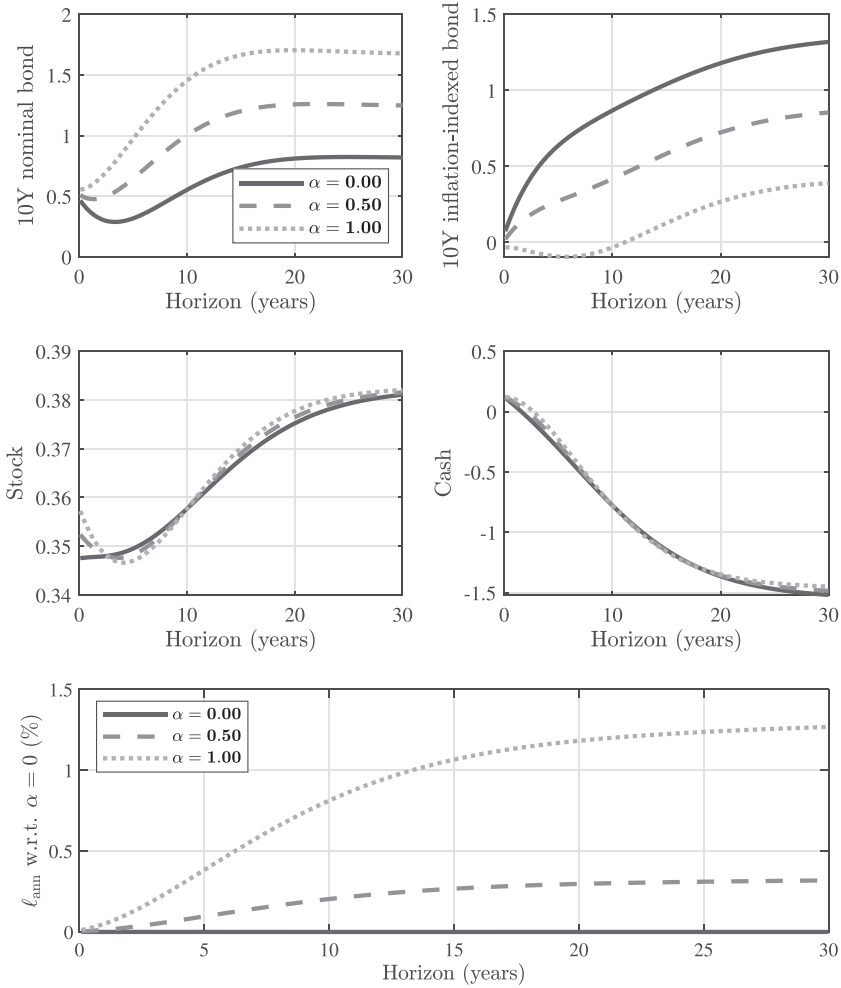 10Y nominal bond
2
1.5
1
0.5
0
0 10 20 30
Horizon (years)
α = 0.00
α = 0.50
α = 1.00
10Y inflation-indexed bond
1.5
1
0.5
0
0 10 20 30
Horizon (years)
Stock
0.39
0.38
0.37
0.36
0.35
0.34
0 10 20 30
Horizon (years)
Cash
0.5
0
-0.5
-1
-1.5
0 10 20 30
Horizon (years)
ℓann w.r.t. α = 0 (%)
1.5
1
0.5
0
0 5 10 15 20 25 30
Horizon (years)
α = 0.00
α = 0.50
α = 1.00